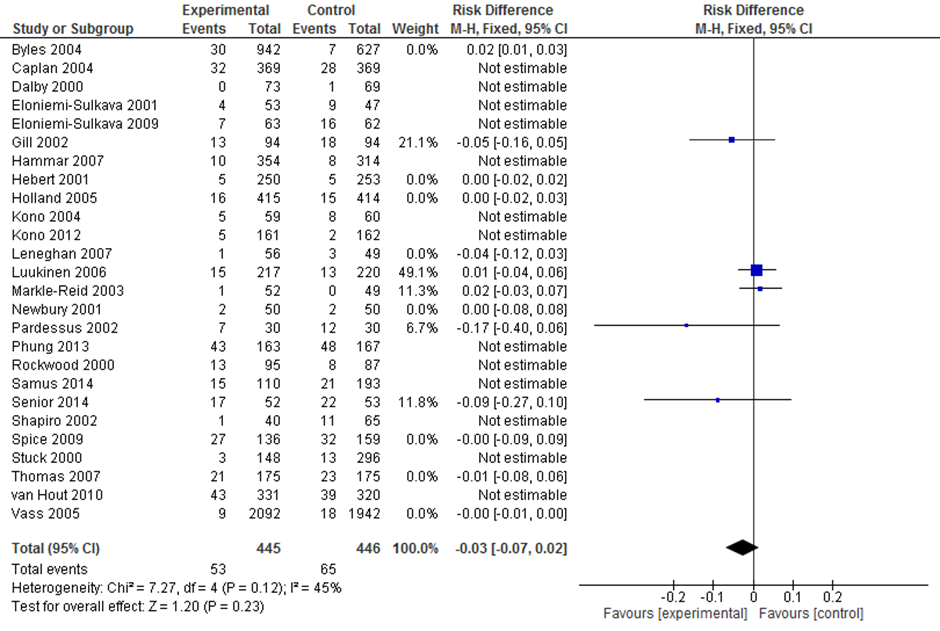 Experimental Control Risk Difference Risk Difference
Study or Subgroup Events Total Events Total Weight M-H, Fixed, 95% CI M-H, Fixed, 95% CI
Byles 2004 30 942 7 627 0.0% 0.02 [0.01, 0.03]
Caplan 2004 32 369 28 369 Not estimable
Dalby 2000 0 73 1 69 Not estimable
Eloniemi-Sulkava 2001 4 53 9 47 Not estimable
Eloniemi-Sulkava 2009 7 63 16 62 Not estimable
Gill 2002 13 94 18 94 21.1% -0.05 [-0.16, 0.05]
Hammar 2007 10 354 8 314 Not estimable
Hebert 2001 5 250 5 253 0.0% 0.00 [-0.02, 0.02]
Holland 2005 16 415 15 414 0.0% 0.00 [-0.02, 0.03]
Kono 2004 5 59 8 60 Not estimable
Kono 2012 5 161 2 162 Not estimable
Leneghan 2007 1 56 3 49 0.0% -0.04 [-0.12, 0.03]
Luukinen 2006 15 217 13 220 49.1% 0.01 [-0.04, 0.06]
Markle-Reid 2003 1 52 0 49 11.3% 0.02 [-0.03, 0.07]
Newbury 2001 2 50 2 50 0.0% 0.00 [-0.08, 0.08]
Pardessus 2002 7 30 12 30 6.7% -0.17 [-0.40, 0.06]
Phung 2013 43 163 48 167 Not estimable
Rockwood 2000 13 95 8 87 Not estimable
Samus 2014 15 110 21 193 Not estimable
Senior 2014 17 52 22 53 11.8% -0.09 [-0.27, 0.10]
Shapiro 2002 1 40 11 65 Not estimable
Spice 2009 27 136 32 159 0.0% -0.00 [-0.09, 0.09]
Stuck 2000 3 148 13 296 Not estimable
Thomas 2007 21 175 23 175 0.0% -0.01 [-0.08, 0.06]
van Hout 2010 43 331 39 320 Not estimable
Vass 2005 9 2092 18 1942 0.0% -0.00 [-0.01, 0.00]
Total (95% CI) 445 446 100.0% -0.03 [-0.07, 0.02]
Total events 53 65
Heterogeneity: Chi² = 7.27, df = 4 (P = 0.12); I² = 45%
Test for overall effect: Z = 1.20 (P = 0.23)
-0.2 -0.1 0 0.1 0.2
Favours [experimental] Favours [control]